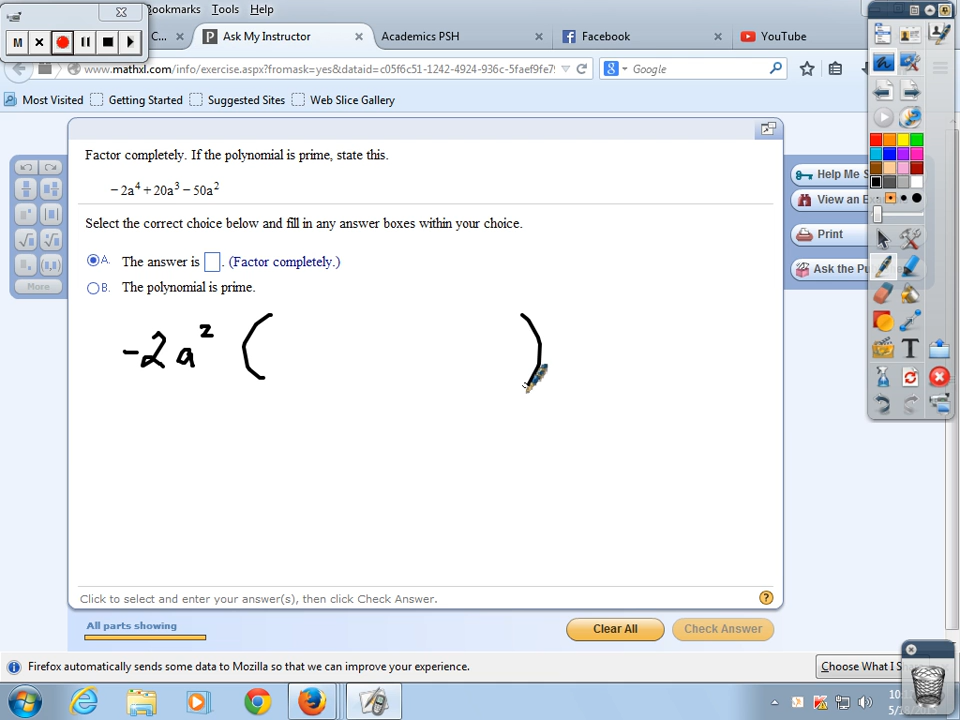 Bookmarks Tools Help
C... × Ask My Instructor × Academics PSH × Facebook × YouTube
M
www.mathxl.com/info/exercise.aspx?fromask=yes&dataid=c05f6c51-1242-4924-936c-5faef9fe7 Google
Most Visited Getting Started Suggested Sites Web Slice Gallery
Factor completely. If the polynomial is prime, state this.
− 2a⁴ + 20a³ − 50a²
Select the correct choice below and fill in any answer boxes within your choice.
A. The answer is . (Factor completely.)
B. The polynomial is prime.
-2a² ( )
More
Help Me S
View an E
Print
Ask the Pu
T
Click to select and enter your answer(s), then click Check Answer.
All parts showing
Clear All Check Answer
Firefox automatically sends some data to Mozilla so that we can improve your experience.
Choose What I S
10:1
5/1